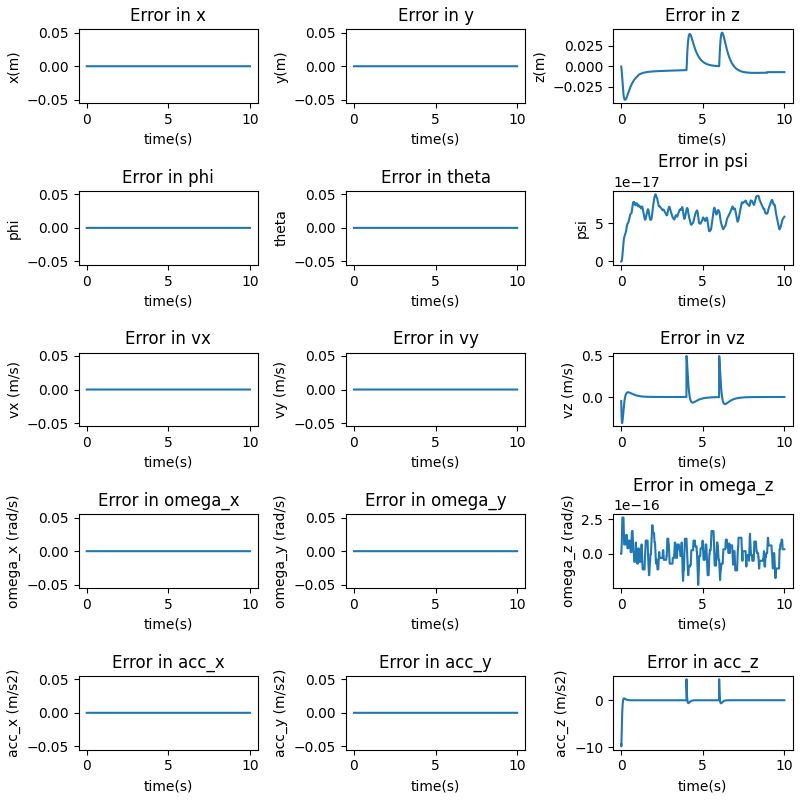 Error in x
0.05
0.00
−0.05
x(m)
0 5 10
time(s)
Error in y
0.05
0.00
−0.05
y(m)
0 5 10
time(s)
Error in z
0.025
0.000
−0.025
z(m)
0 5 10
time(s)
Error in phi
0.05
0.00
−0.05
phi
0 5 10
time(s)
Error in theta
0.05
0.00
−0.05
theta
0 5 10
time(s)
Error in psi
1e−17
5
0
psi
0 5 10
time(s)
Error in vx
0.05
0.00
−0.05
vx (m/s)
0 5 10
time(s)
Error in vy
0.05
0.00
−0.05
vy (m/s)
0 5 10
time(s)
Error in vz
0.5
0.0
vz (m/s)
0 5 10
time(s)
Error in omega_x
0.05
0.00
−0.05
omega_x (rad/s)
0 5 10
time(s)
Error in omega_y
0.05
0.00
−0.05
omega_y (rad/s)
0 5 10
time(s)
Error in omega_z
1e−16
2.5
0.0
omega_z (rad/s)
0 5 10
time(s)
Error in acc_x
0.05
0.00
−0.05
acc_x (m/s2)
0 5 10
time(s)
Error in acc_y
0.05
0.00
−0.05
acc_y (m/s2)
0 5 10
time(s)
Error in acc_z
0
−10
acc_z (m/s2)
0 5 10
time(s)